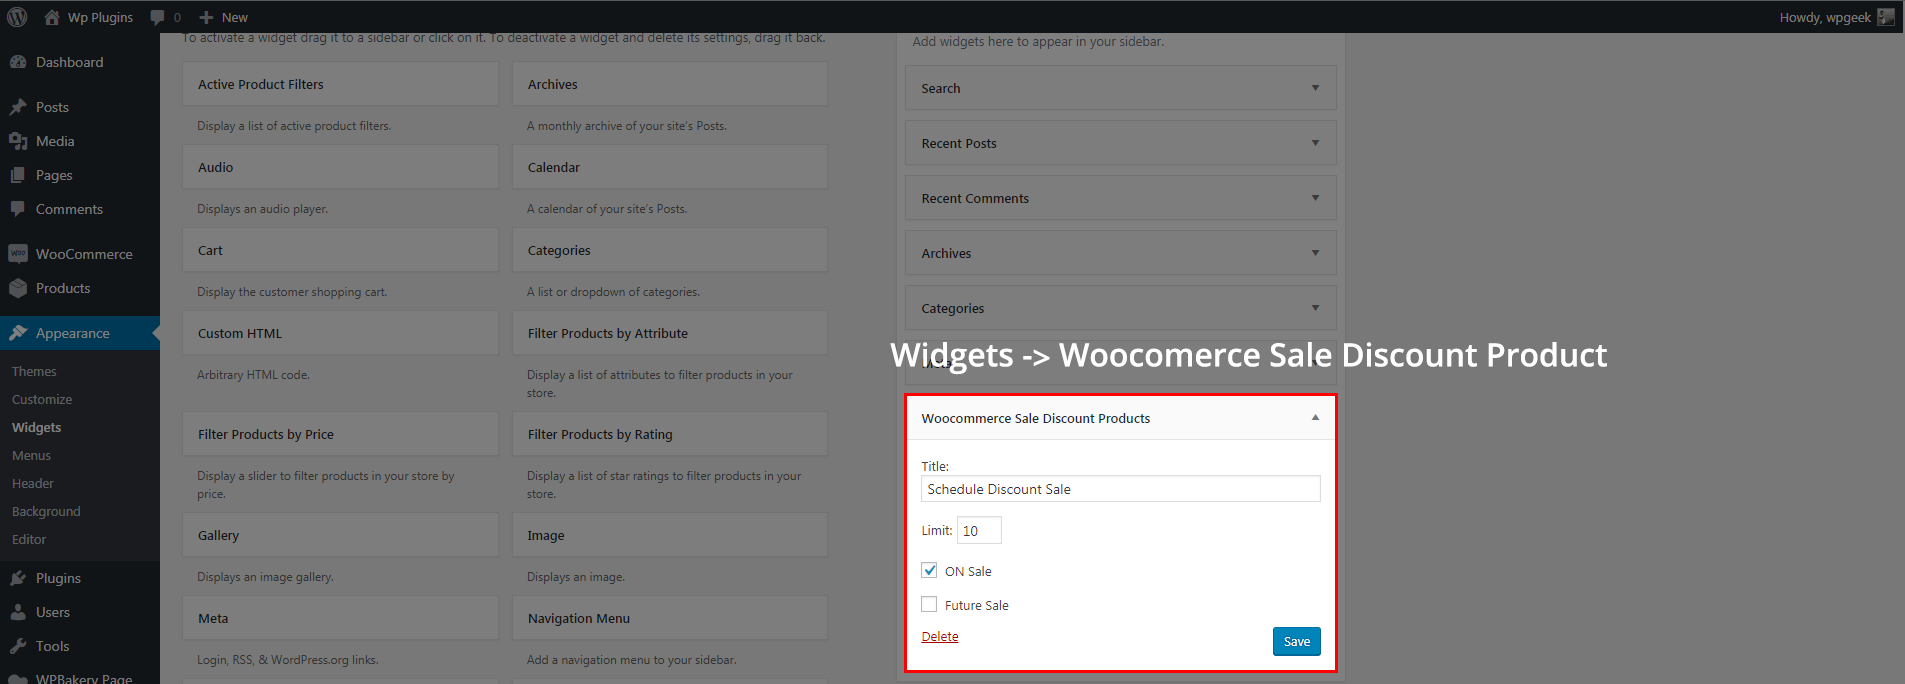 Wp Plugins 0 New Howdy, wpgeek
Dashboard
Posts
Media
Pages
Comments
WooCommerce
Products
Appearance
Themes
Customize
Widgets
Menus
Header
Background
Editor
Plugins
Users
Tools
WPBakery Page
To activate a widget drag it to a sidebar or click on it. To deactivate a widget and delete its settings, drag it back.
Active Product Filters
Display a list of active product filters.
Archives
A monthly archive of your site's Posts.
Audio
Displays an audio player.
Calendar
A calendar of your site's Posts.
Cart
Display the customer shopping cart.
Categories
A list or dropdown of categories.
Custom HTML
Arbitrary HTML code.
Filter Products by Attribute
Display a list of attributes to filter products in your
store.
Filter Products by Price
Display a slider to filter products in your store by
price.
Filter Products by Rating
Display a list of star ratings to filter products in your
store.
Gallery
Displays an image gallery.
Image
Displays an image.
Meta
Login, RSS, & WordPress.org links.
Navigation Menu
Add a navigation menu to your sidebar.
Add widgets here to appear in your sidebar.
Search
Recent Posts
Recent Comments
Archives
Categories
Widgets -> Woocomerce Sale Discount Product
Meta
Woocommerce Sale Discount Products
Title:
Schedule Discount Sale
Limit: 10
ON Sale
Future Sale
Delete
Save